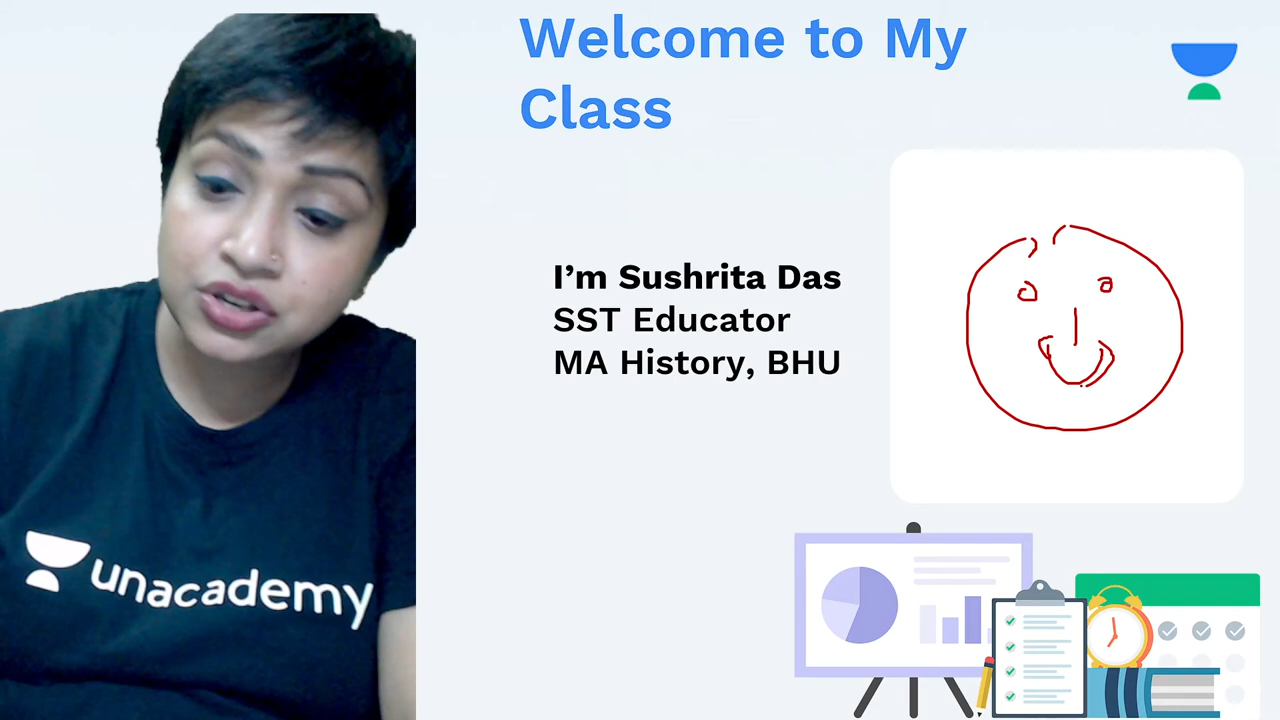 Welcome to My
Class
I’m Sushrita Das
SST Educator
MA History, BHU
unacademy